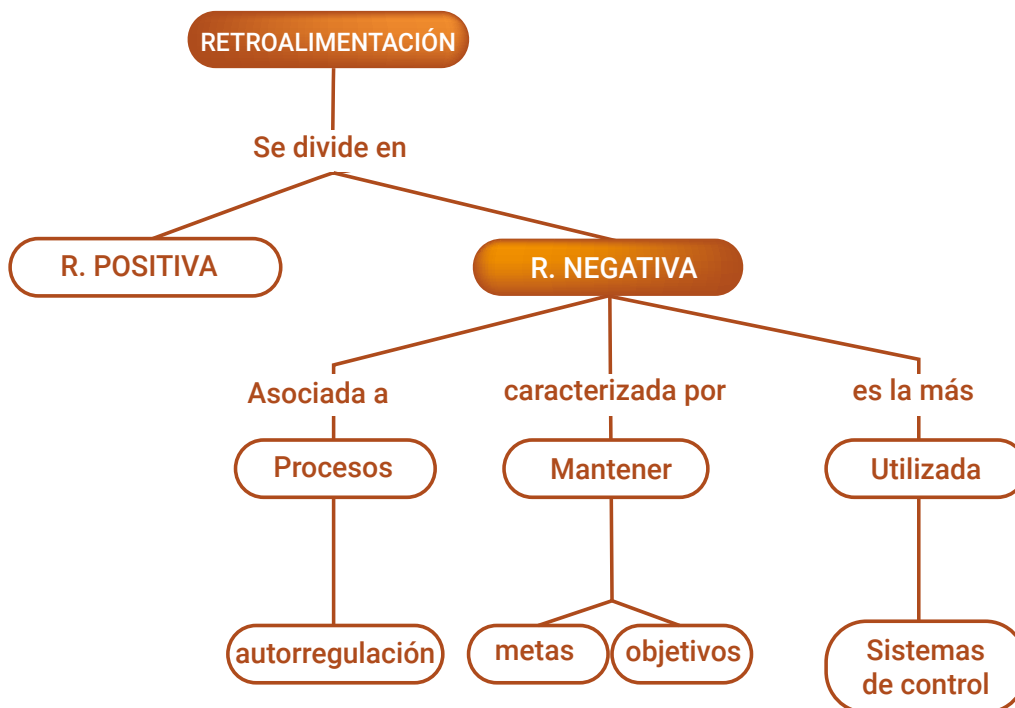 RETROALIMENTACIÓN
Se divide en
R. POSITIVA
R. NEGATIVA
Asociada a
caracterizada por
es la más
Procesos
Mantener
Utilizada
autorregulación
metas
objetivos
Sistemas
de control